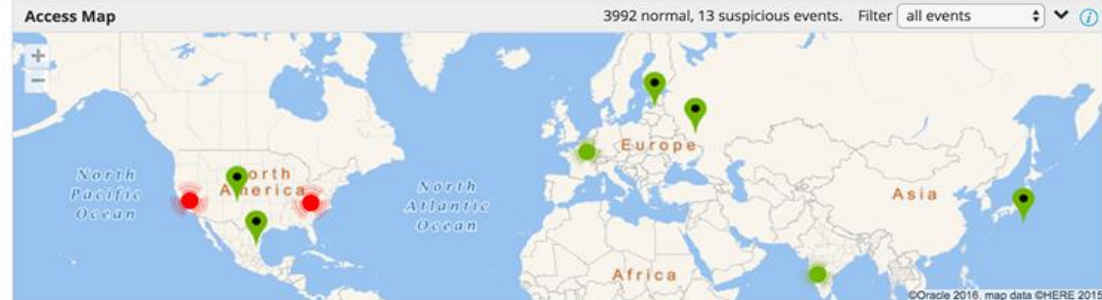 Access Map 3992 normal, 13 suspicious events. Filter all events
+
−
North
Pacific
Ocean
North
America
North
Atlantic
Ocean
Europe
Asia
Africa
©Oracle 2016, map data ©HERE 2015